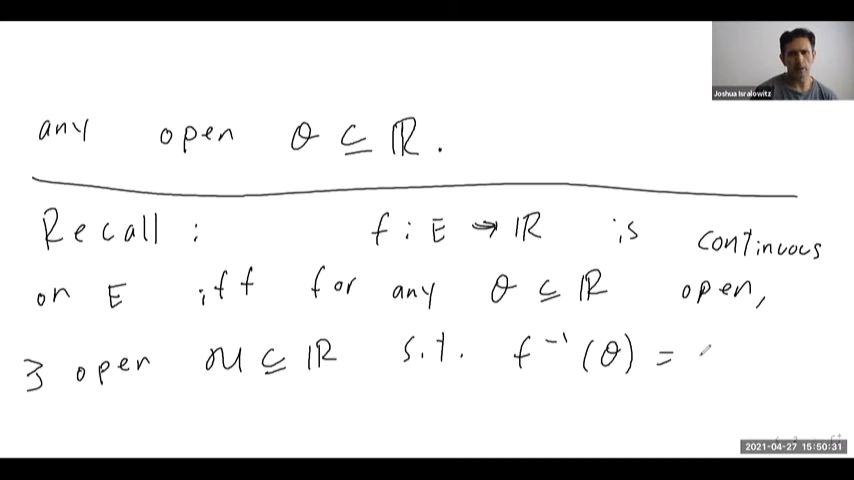 Joshua Isralowitz
any open θ ⊆ ℝ.
Recall: f: E → ℝ is continuous
on E iff for any θ ⊆ ℝ open,
∃ open 𝒰 ⊆ ℝ s.t. f⁻¹(θ) =
2021-04-27 15:50:31